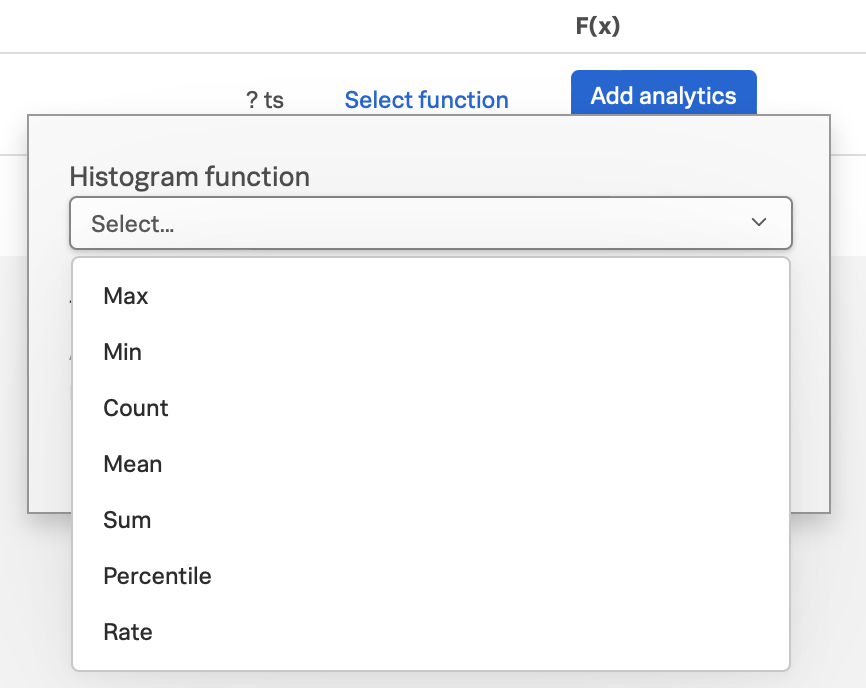 F(x)
? ts Select function Add analytics
Histogram function
Select...
Max
Min
Count
Mean
Sum
Percentile
Rate